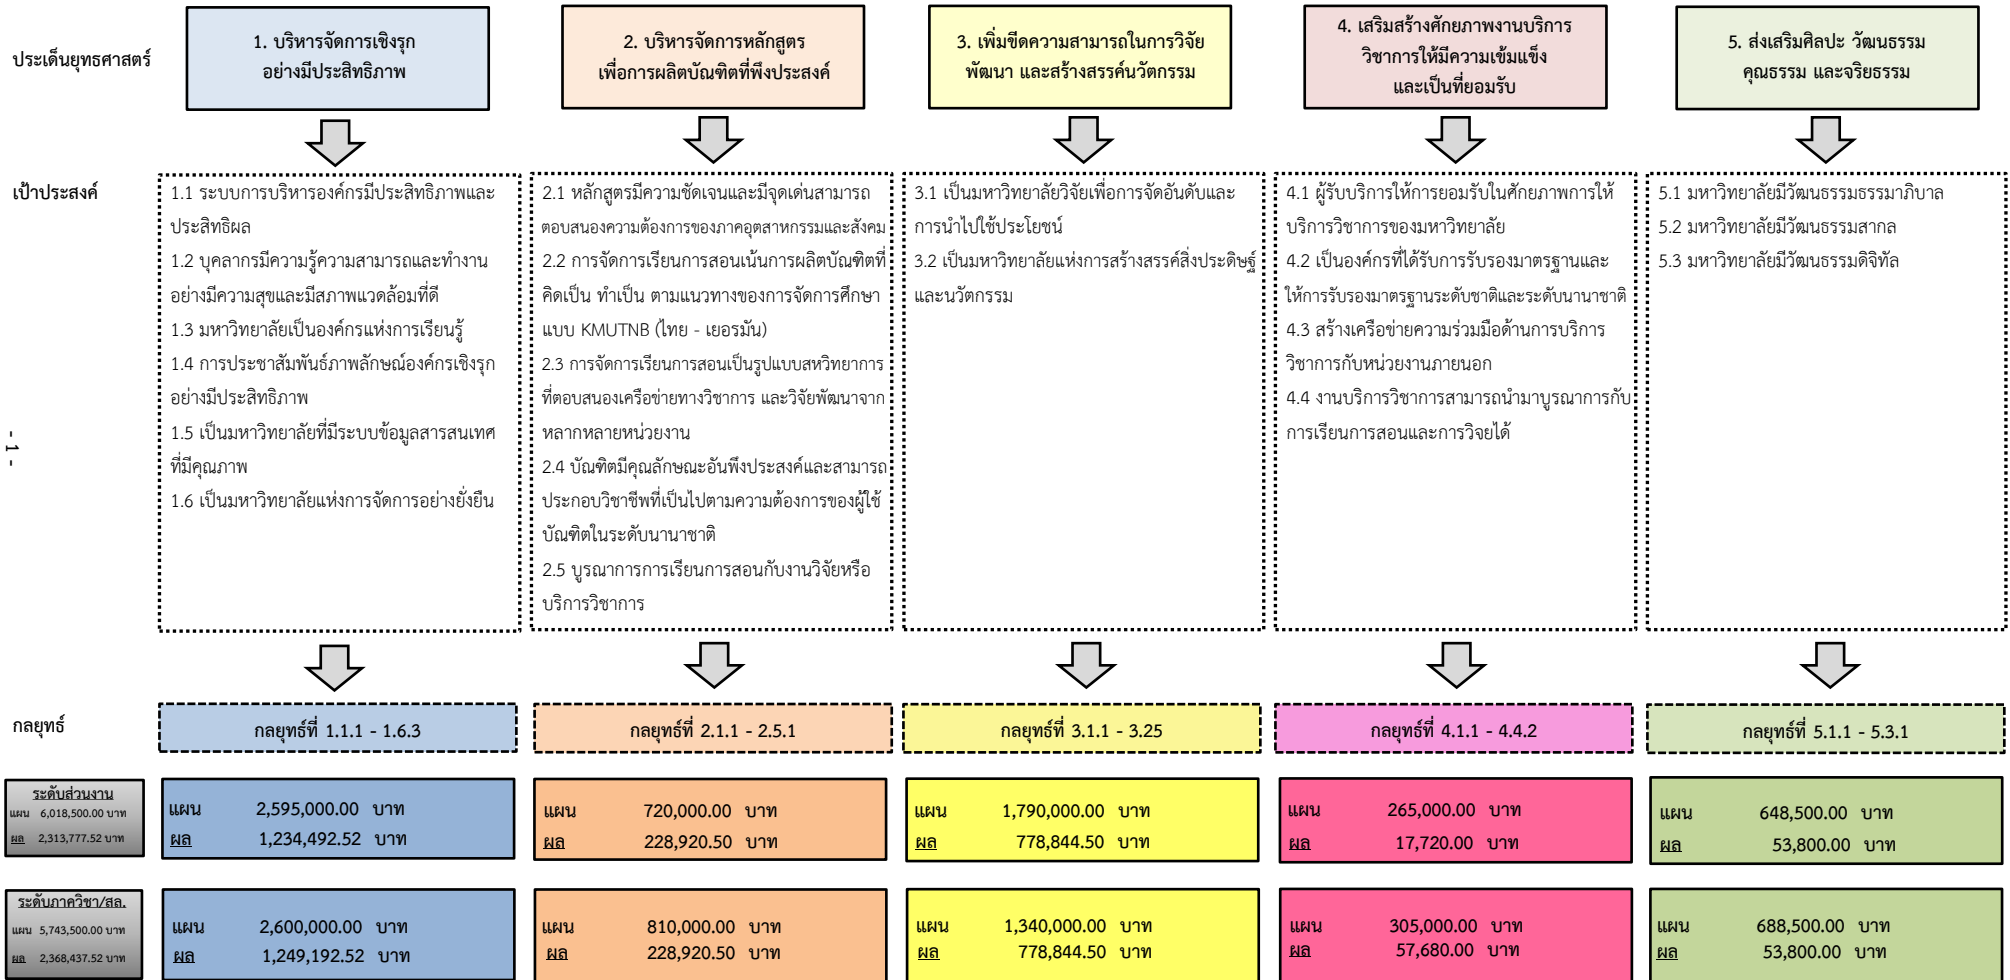 ประเด็นยุทธศาสตร์
1. บริหารจัดการเชิงรุก
อย่างมีประสิทธิภาพ
2. บริหารจัดการหลักสูตร
เพื่อการผลิตบัณฑิตที่พึงประสงค์
3. เพิ่มขีดความสามารถในการวิจัย
พัฒนา และสร้างสรรค์นวัตกรรม
4. เสริมสร้างศักยภาพงานบริการ
วิชาการให้มีความเข้มแข็ง
และเป็นที่ยอมรับ
5. ส่งเสริมศิลปะ วัฒนธรรม
คุณธรรม และจริยธรรม
เป้าประสงค์
1.1 ระบบการบริหารองค์กรมีประสิทธิภาพและ
ประสิทธิผล
1.2 บุคลากรมีความรู้ความสามารถและทำงาน
อย่างมีความสุขและมีสภาพแวดล้อมที่ดี
1.3 มหาวิทยาลัยเป็นองค์กรแห่งการเรียนรู้
1.4 การประชาสัมพันธ์ภาพลักษณ์องค์กรเชิงรุก
อย่างมีประสิทธิภาพ
1.5 เป็นมหาวิทยาลัยที่มีระบบข้อมูลสารสนเทศ
ที่มีคุณภาพ
1.6 เป็นมหาวิทยาลัยแห่งการจัดการอย่างยั่งยืน
2.1 หลักสูตรมีความชัดเจนและมีจุดเด่นสามารถ
ตอบสนองความต้องการของภาคอุตสาหกรรมและสังคม
2.2 การจัดการเรียนการสอนเน้นการผลิตบัณฑิตที่
คิดเป็น ทำเป็น ตามแนวทางของการจัดการศึกษา
แบบ KMUTNB (ไทย - เยอรมัน)
2.3 การจัดการเรียนการสอนเป็นรูปแบบสหวิทยาการ
ที่ตอบสนองเครือข่ายทางวิชาการ และวิจัยพัฒนาจาก
หลากหลายหน่วยงาน
2.4 บัณฑิตมีคุณลักษณะอันพึงประสงค์และสามารถ
ประกอบวิชาชีพที่เป็นไปตามความต้องการของผู้ใช้
บัณฑิตในระดับนานาชาติ
2.5 บูรณาการการเรียนการสอนกับงานวิจัยหรือ
บริการวิชาการ
3.1 เป็นมหาวิทยาลัยวิจัยเพื่อการจัดอันดับและ
การนำไปใช้ประโยชน์
3.2 เป็นมหาวิทยาลัยแห่งการสร้างสรรค์สิ่งประดิษฐ์
และนวัตกรรม
4.1 ผู้รับบริการให้การยอมรับในศักยภาพการให้
บริการวิชาการของมหาวิทยาลัย
4.2 เป็นองค์กรที่ได้รับการรับรองมาตรฐานและ
ให้การรับรองมาตรฐานระดับชาติและระดับนานาชาติ
4.3 สร้างเครือข่ายความร่วมมือด้านการบริการ
วิชาการกับหน่วยงานภายนอก
4.4 งานบริการวิชาการสามารถนำมาบูรณาการกับ
การเรียนการสอนและการวิจยได้
5.1 มหาวิทยาลัยมีวัฒนธรรมธรรมาภิบาล
5.2 มหาวิทยาลัยมีวัฒนธรรมสากล
5.3 มหาวิทยาลัยมีวัฒนธรรมดิจิทัล
- 1 -
กลยุทธ์
กลยุทธ์ที่ 1.1.1 - 1.6.3
กลยุทธ์ที่ 2.1.1 - 2.5.1
กลยุทธ์ที่ 3.1.1 - 3.25
กลยุทธ์ที่ 4.1.1 - 4.4.2
กลยุทธ์ที่ 5.1.1 - 5.3.1
ระดับส่วนงาน
แผน 6,018,500.00 บาท
ผล 2,313,777.52 บาท
แผน 2,595,000.00 บาท
ผล 1,234,492.52 บาท
แผน 720,000.00 บาท
ผล 228,920.50 บาท
แผน 1,790,000.00 บาท
ผล 778,844.50 บาท
แผน 265,000.00 บาท
ผล 17,720.00 บาท
แผน 648,500.00 บาท
ผล 53,800.00 บาท
ระดับภาควิชา/สล.
แผน 5,743,500.00 บาท
ผล 2,368,437.52 บาท
แผน 2,600,000.00 บาท
ผล 1,249,192.52 บาท
แผน 810,000.00 บาท
ผล 228,920.50 บาท
แผน 1,340,000.00 บาท
ผล 778,844.50 บาท
แผน 305,000.00 บาท
ผล 57,680.00 บาท
แผน 688,500.00 บาท
ผล 53,800.00 บาท